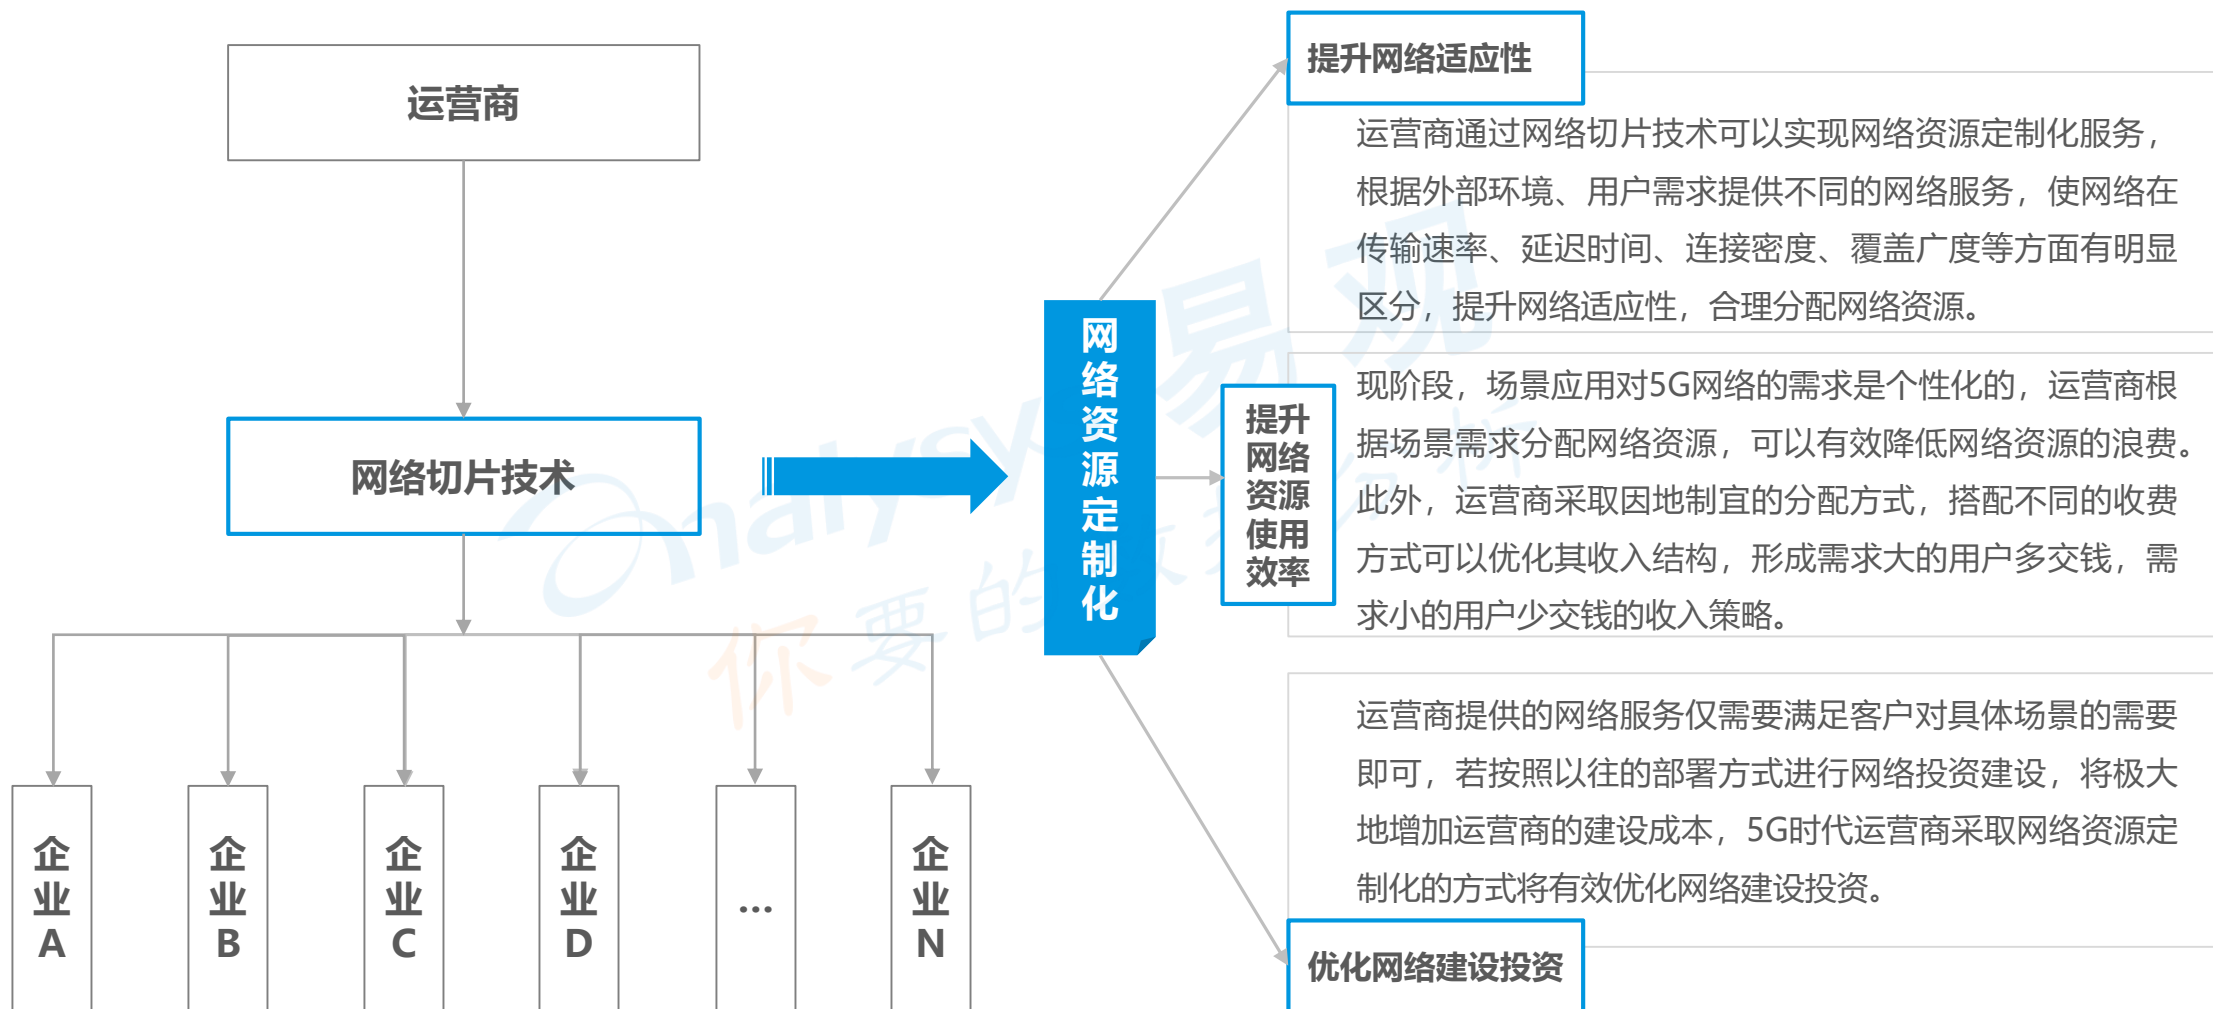 运营商
网络切片技术
企
业
A
企
业
B
企
业
C
企
业
D
...
企
业
N
网
络
资
源
定
制
化
提升网络适应性
运营商通过网络切片技术可以实现网络资源定制化服务，
根据外部环境、用户需求提供不同的网络服务，使网络在
传输速率、延迟时间、连接密度、覆盖广度等方面有明显
区分，提升网络适应性，合理分配网络资源。
提升
网络
资源
使用
效率
现阶段，场景应用对5G网络的需求是个性化的，运营商根
据场景需求分配网络资源，可以有效降低网络资源的浪费。
此外，运营商采取因地制宜的分配方式，搭配不同的收费
方式可以优化其收入结构，形成需求大的用户多交钱，需
求小的用户少交钱的收入策略。
运营商提供的网络服务仅需要满足客户对具体场景的需要
即可，若按照以往的部署方式进行网络投资建设，将极大
地增加运营商的建设成本，5G时代运营商采取网络资源定
制化的方式将有效优化网络建设投资。
优化网络建设投资
易观